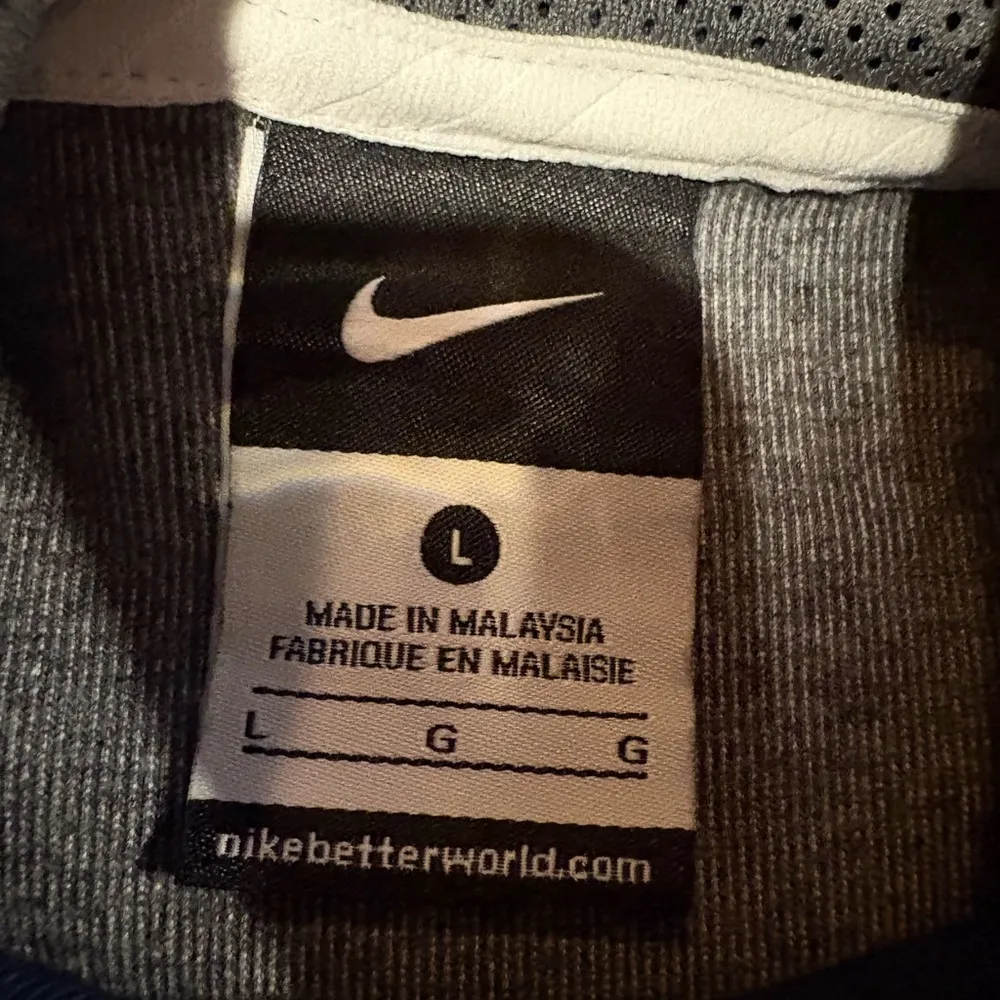 L
MADE IN MALAYSIA
FABRIQUE EN MALAISIE
L G G
nikebetterworld.com